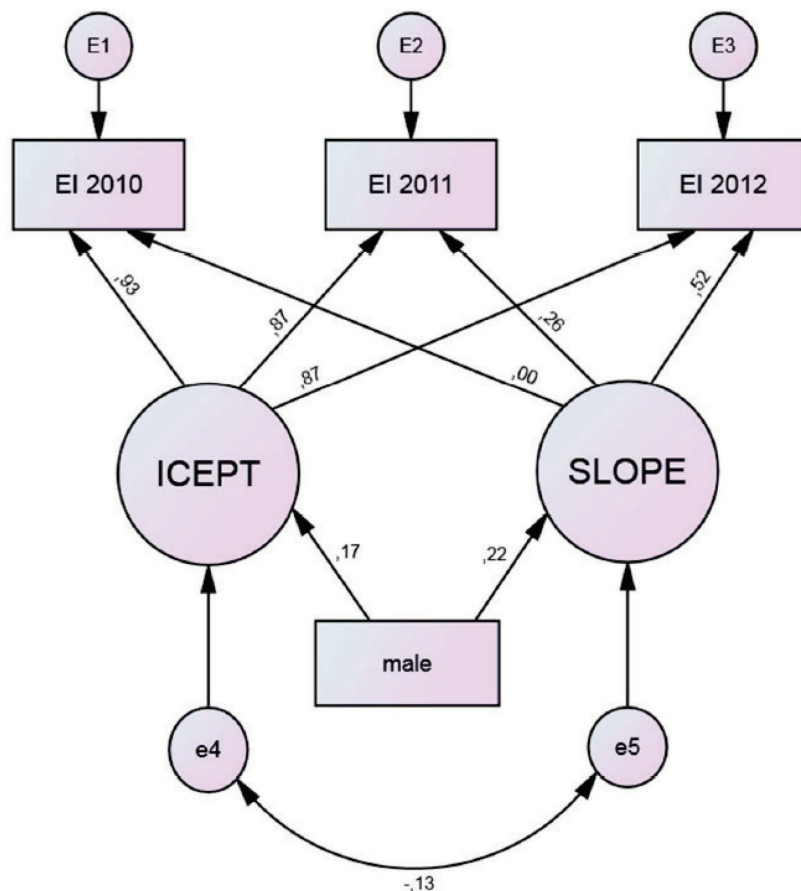 E1
E2
E3
EI 2010
EI 2011
EI 2012
,93
,87
,87
,00
,26
,52
ICEPT
SLOPE
,17
,22
male
e4
e5
-.13